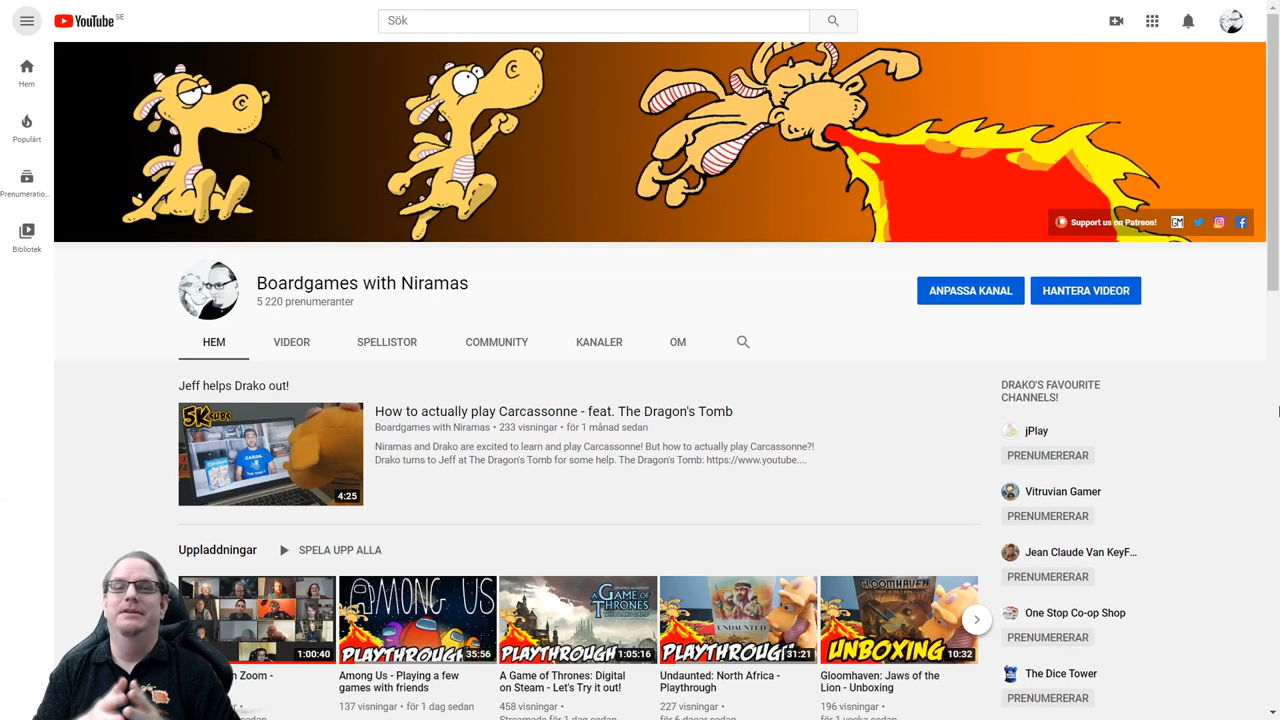 YouTube SE
Sök
Hem
Populärt
Prenumeratio...
Bibliotek
Support us on Patreon!
Boardgames with Niramas
5 220 prenumeranter
ANPASSA KANAL
HANTERA VIDEOR
HEM VIDEOR SPELLISTOR COMMUNITY KANALER OM
Jeff helps Drako out!
5K SUBS
4:25
How to actually play Carcassonne - feat. The Dragon's Tomb
Boardgames with Niramas • 233 visningar • för 1 månad sedan
Niramas and Drako are excited to learn and play Carcassonne! But how to actually play Carcassonne?!
Drako turns to Jeff at The Dragon's Tomb for some help. The Dragon's Tomb: https://www.youtube....
DRAKO'S FAVOURITE
CHANNELS!
jPlay
PRENUMERERAR
Vitruvian Gamer
PRENUMERERAR
Jean Claude Van KeyF...
PRENUMERERAR
One Stop Co-op Shop
PRENUMERERAR
The Dice Tower
PRENUMERERAR
Uppladdningar
SPELA UPP ALLA
1:00:40
AMONG US
PLAYTHROUGH
35:56
A GAME OF
THRONES
PLAYTHROUGH
1:05:16
UNDAUNTED
PLAYTHROUGH
31:21
GLOOMHAVEN
UNBOXING
10:32
n Zoom -
Among Us - Playing a few
games with friends
137 visningar • för 1 dag sedan
A Game of Thrones: Digital
on Steam - Let's Try it out!
458 visningar •
Streamade för 1 dag sedan
Undaunted: North Africa -
Playthrough
227 visningar •
för 6 dagar sedan
Gloomhaven: Jaws of the
Lion - Unboxing
196 visningar •
för 1 vecka sedan